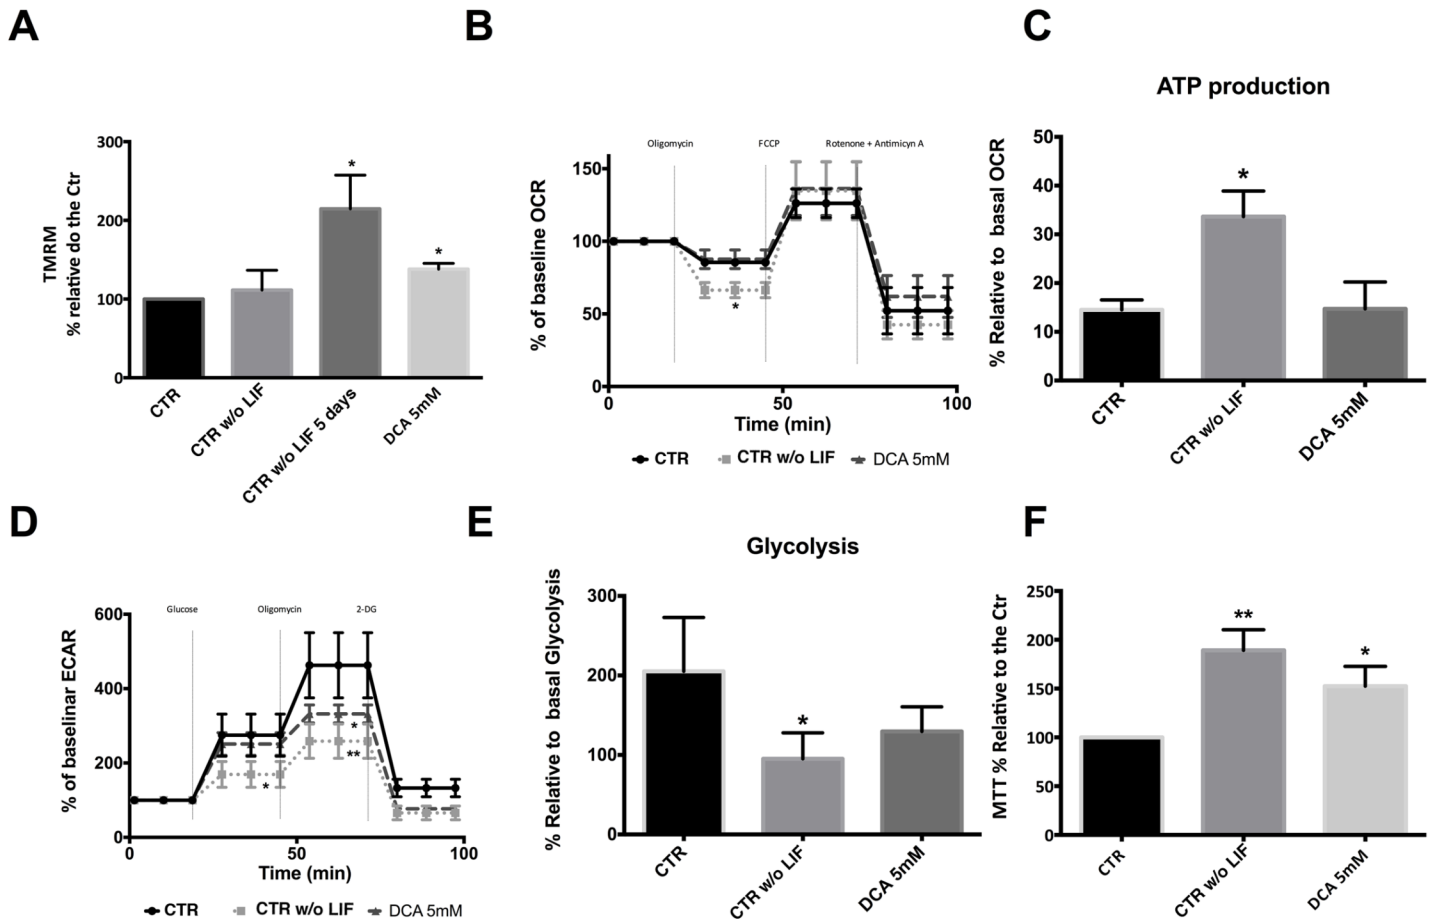 A
TMRM
% relative do the Ctr
300
200
100
0
*
*
CTR
CTR w/o LIF
CTR w/o LIF 5 days
DCA 5mM
B
% of baseline OCR
Oligomycin
FCCP
Rotenone + Antimicyn A
150
100
50
0
*
0
50
100
Time (min)
CTR
CTR w/o LIF
DCA 5mM
C
ATP production
% Relative to basal OCR
50
40
30
20
10
0
*
CTR
CTR w/o LIF
DCA 5mM
D
% of baselinar ECAR
Glucose
Oligomycin
2-DG
600
400
200
0
*
**
*
0
50
100
Time (min)
CTR
CTR w/o LIF
DCA 5mM
E
Glycolysis
% Relative to basal Glycolysis
300
200
100
0
*
CTR
CTR w/o LIF
DCA 5mM
F
MTT % Relative to the Ctr
250
200
150
100
50
0
**
*
CTR
CTR w/o LIF
DCA 5mM